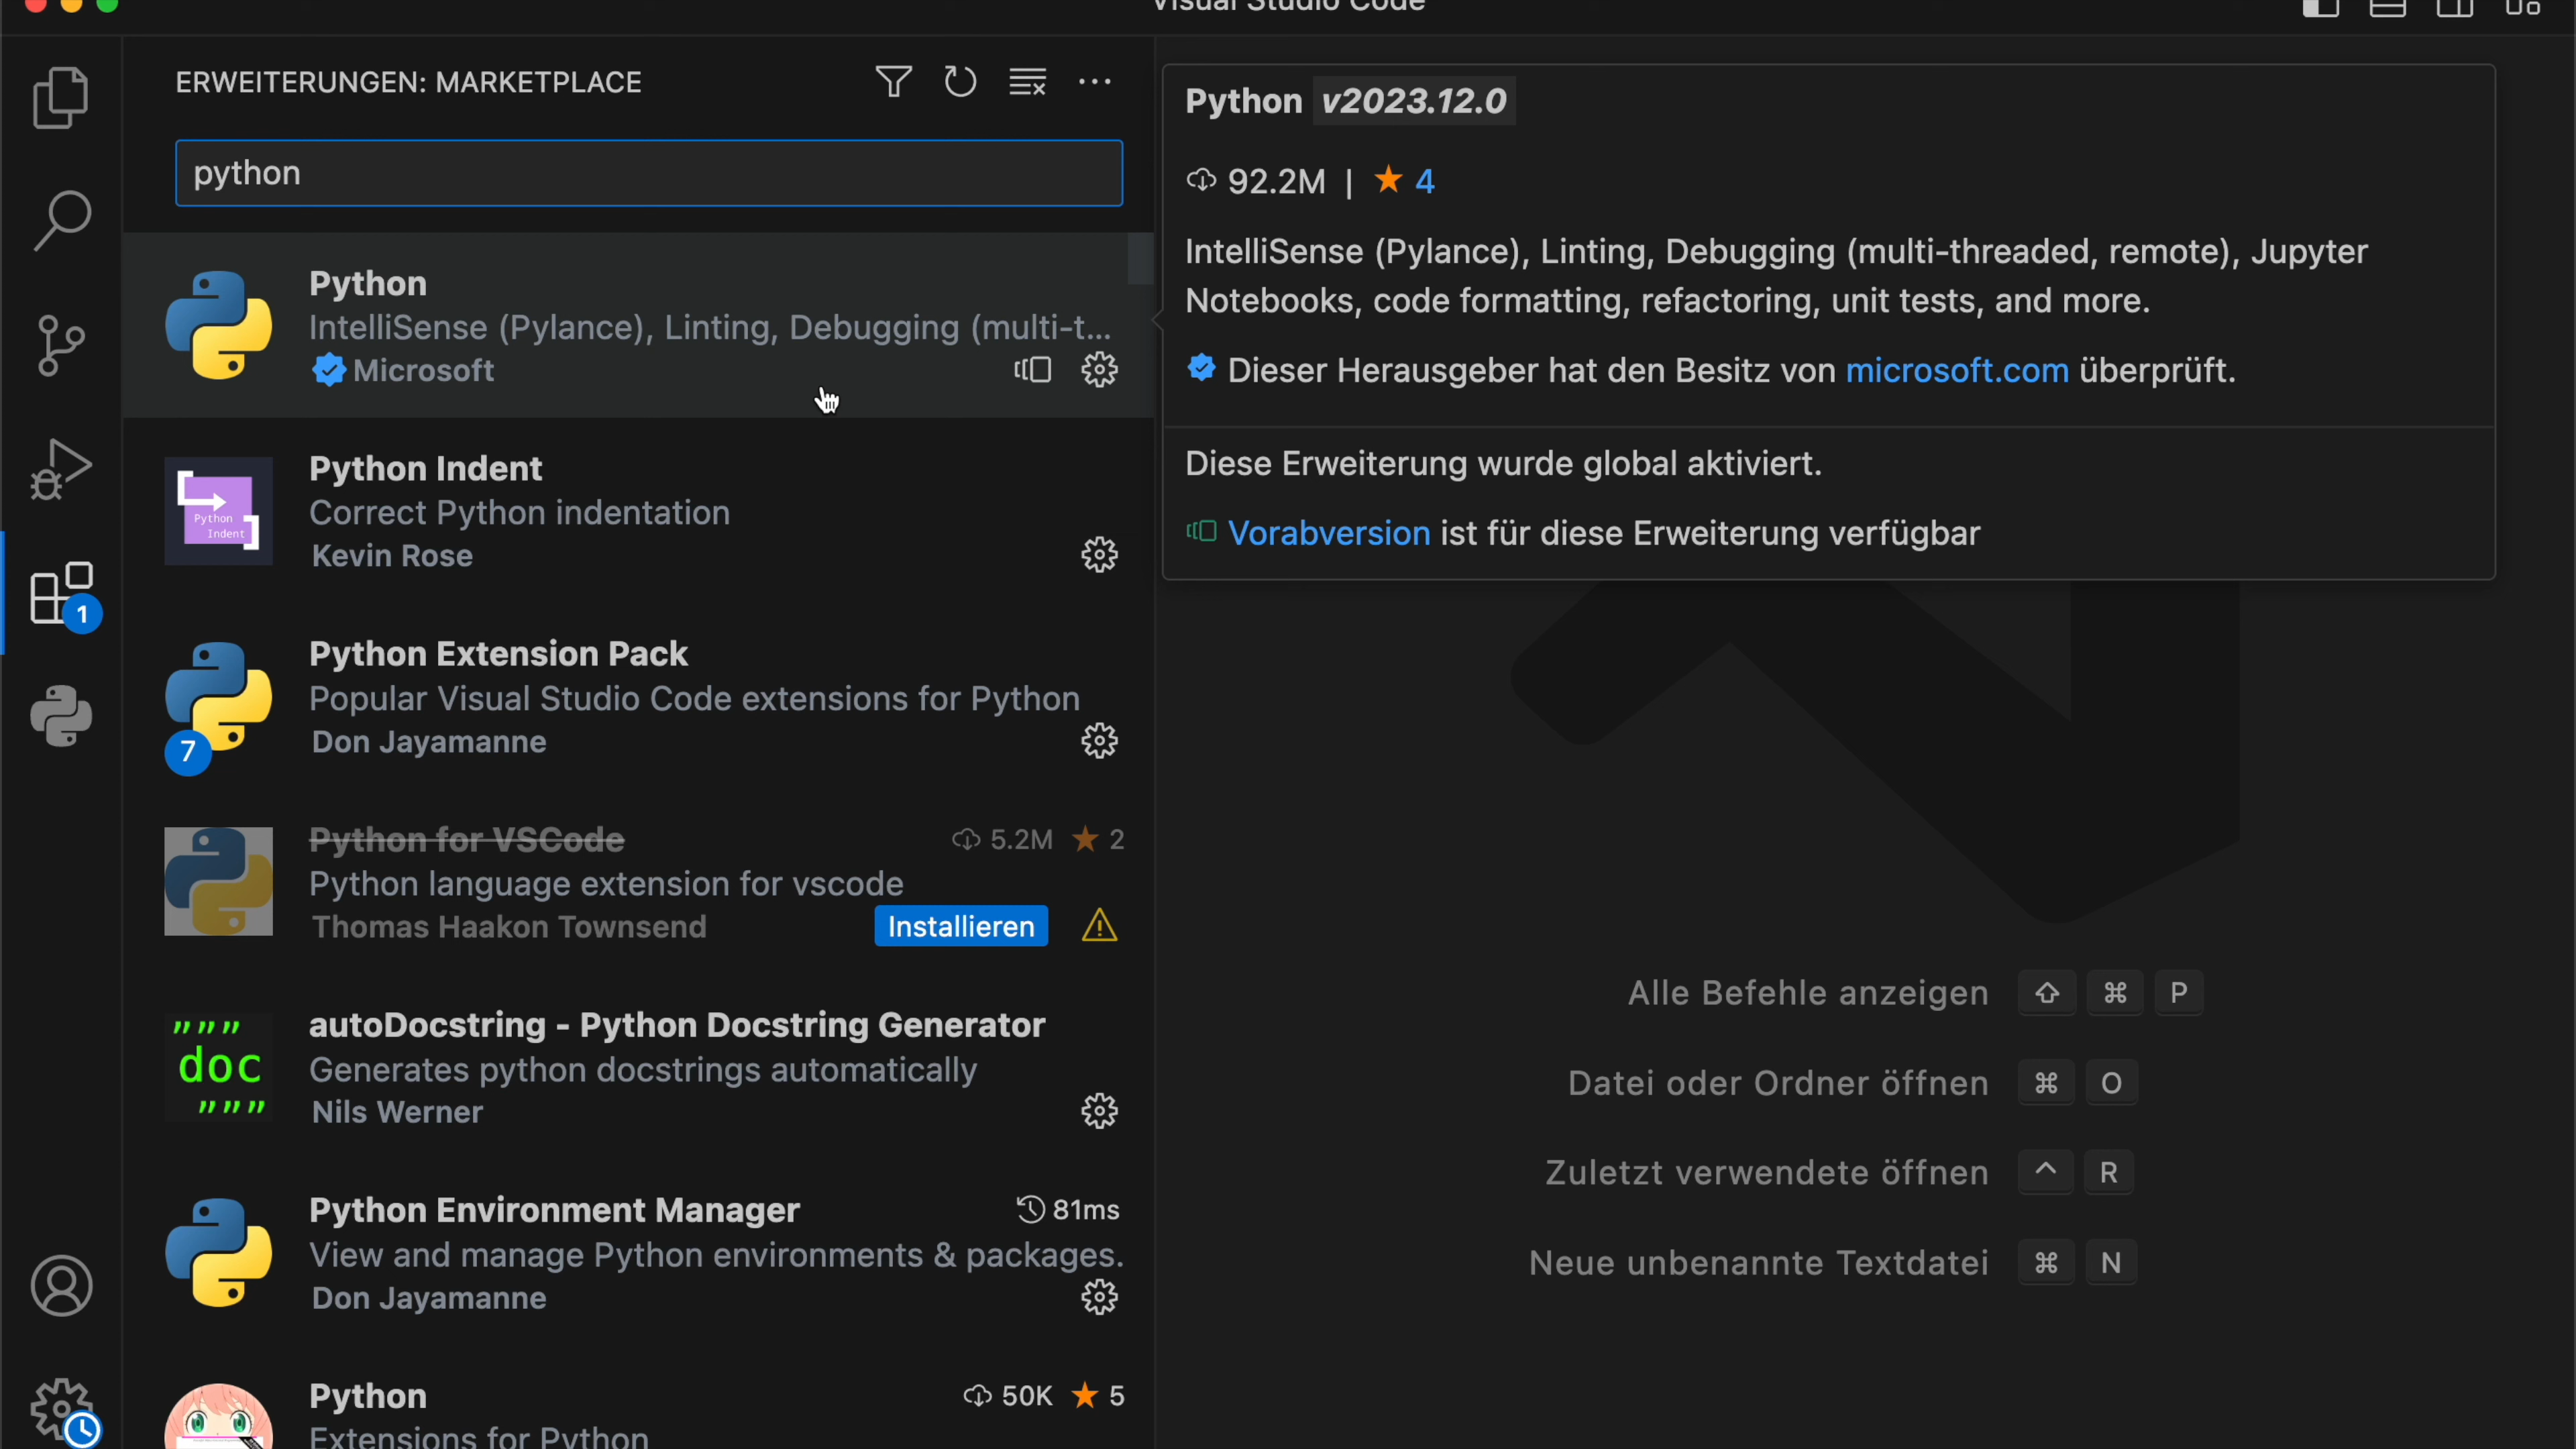 Visual Studio Code
ERWEITERUNGEN: MARKETPLACE
python
Python
IntelliSense (Pylance), Linting, Debugging (multi-t...
Microsoft
Python Indent
Correct Python indentation
Kevin Rose
Python
Indent
1
Python Extension Pack
Popular Visual Studio Code extensions for Python
Don Jayamanne
7
Python for VSCode 5.2M 2
Python language extension for vscode
Thomas Haakon Townsend Installieren
"""
doc
"""
autoDocstring - Python Docstring Generator
Generates python docstrings automatically
Nils Werner
Python Environment Manager 81ms
View and manage Python environments & packages.
Don Jayamanne
Python 50K 5
Extensions for Python
Python v2023.12.0
92.2M | 4
IntelliSense (Pylance), Linting, Debugging (multi-threaded, remote), Jupyter
Notebooks, code formatting, refactoring, unit tests, and more.
Dieser Herausgeber hat den Besitz von microsoft.com überprüft.
Diese Erweiterung wurde global aktiviert.
Vorabversion ist für diese Erweiterung verfügbar
Alle Befehle anzeigen ⇧ ⌘ P
Datei oder Ordner öffnen ⌘ O
Zuletzt verwendete öffnen ^ R
Neue unbenannte Textdatei ⌘ N